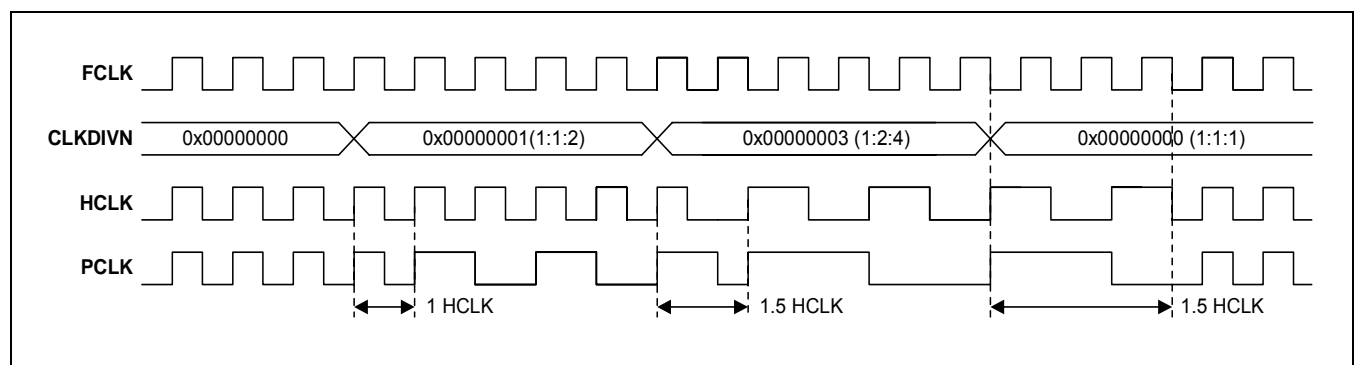 FCLK
CLKDIVN 0x00000000 0x00000001(1:1:2) 0x00000003 (1:2:4) 0x00000000 (1:1:1)
HCLK
PCLK
1 HCLK 1.5 HCLK 1.5 HCLK